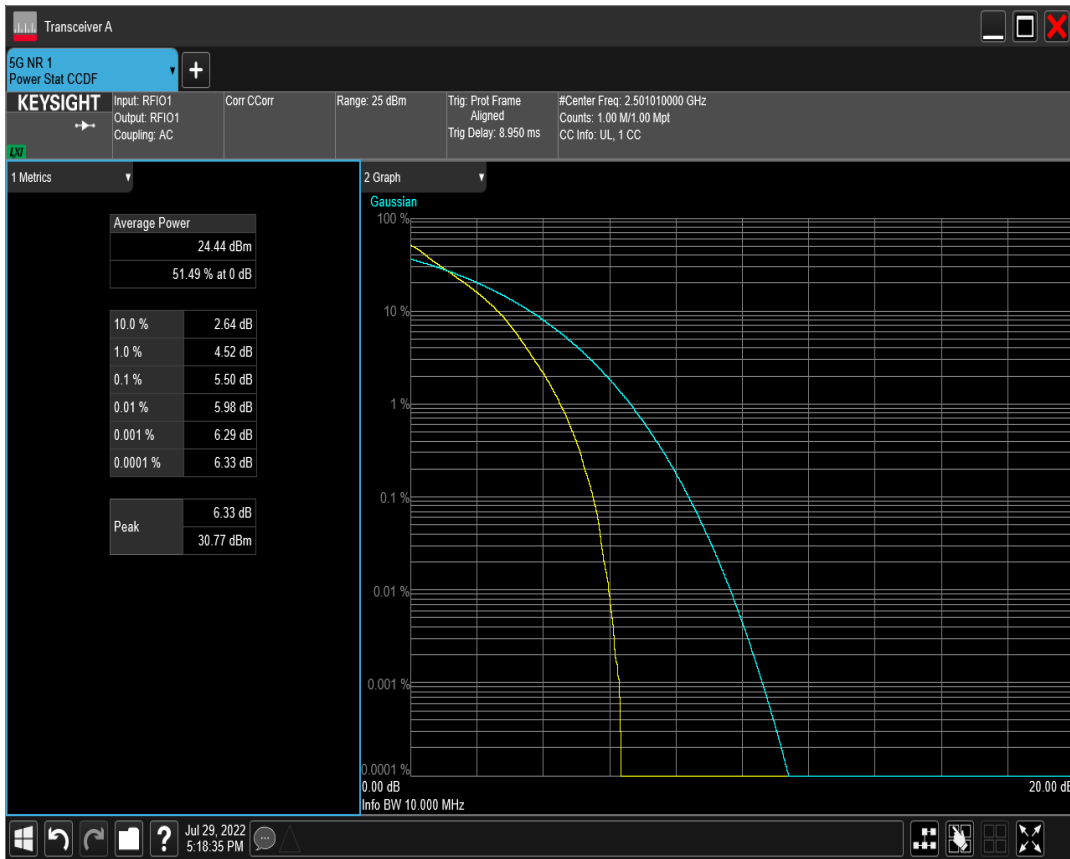 Transceiver A
5G NR 1
Power Stat CCDF
+
KEYSIGHT
LXI
Input: RFIO1
Output: RFIO1
Coupling: AC
Corr CCorr
Range: 25 dBm
Trig: Prot Frame
Aligned
Trig Delay: 8.950 ms
#Center Freq: 2.501010000 GHz
Counts: 1.00 M/1.00 Mpt
CC Info: UL, 1 CC
1 Metrics
Average Power
24.44 dBm
51.49 % at 0 dB
10.0 % 2.64 dB
1.0 % 4.52 dB
0.1 % 5.50 dB
0.01 % 5.98 dB
0.001 % 6.29 dB
0.0001 % 6.33 dB
Peak
6.33 dB
30.77 dBm
2 Graph
Gaussian
100 %
10 %
1 %
0.1 %
0.01 %
0.001 %
0.0001 %
0.00 dB
20.00 dB
Info BW 10.000 MHz
?
Jul 29, 2022
5:18:35 PM